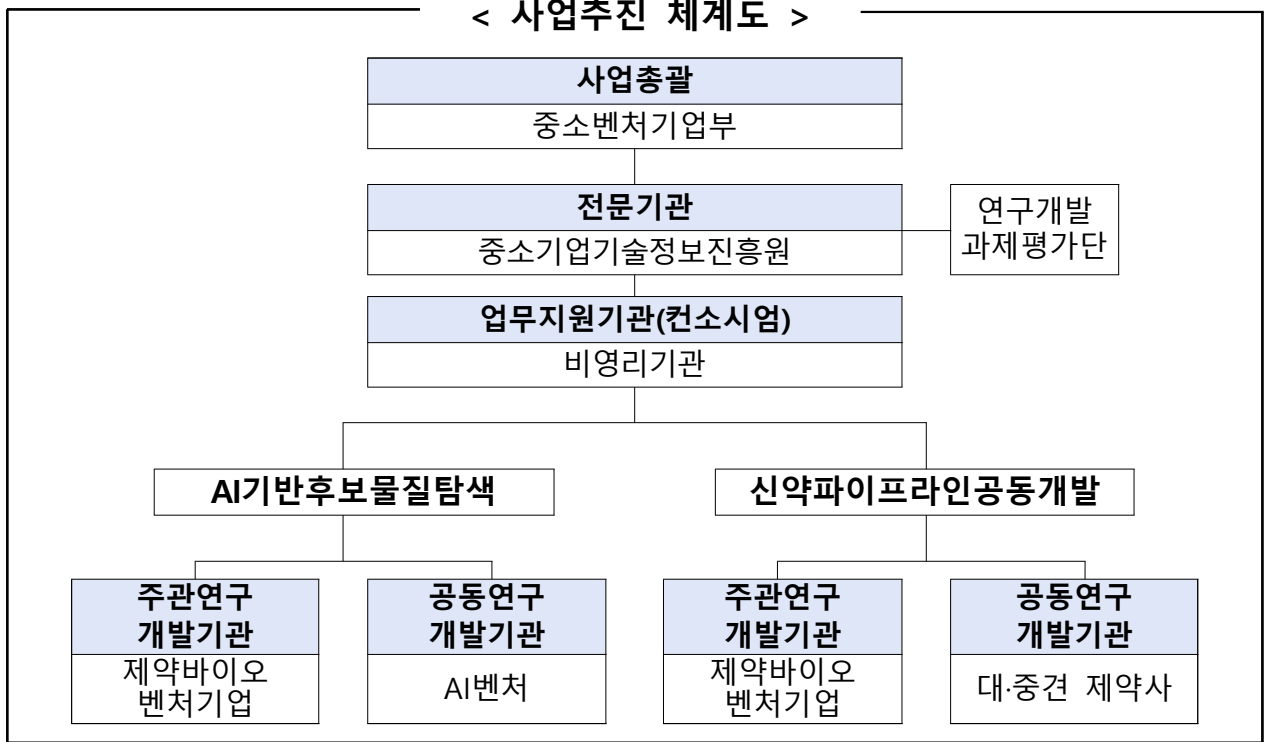 < 사업추진 체계도 >
사업총괄
중소벤처기업부
전문기관
중소기업기술정보진흥원
연구개발
과제평가단
업무지원기관(컨소시엄)
비영리기관
AI기반후보물질탐색
신약파이프라인공동개발
주관연구
개발기관
제약바이오
벤처기업
공동연구
개발기관
AI벤처
주관연구
개발기관
제약바이오
벤처기업
공동연구
개발기관
대·중견 제약사